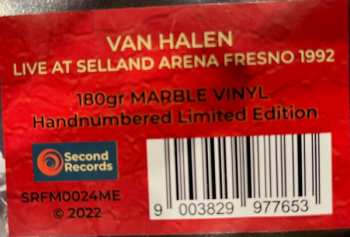 VAN HALEN
LIVE AT SELLAND ARENA FRESNO 1992
180gr MARBLE VINYL
Handnumbered Limited Edition
Second
Records
SRFM0024ME
© 2022
9 003829 977653